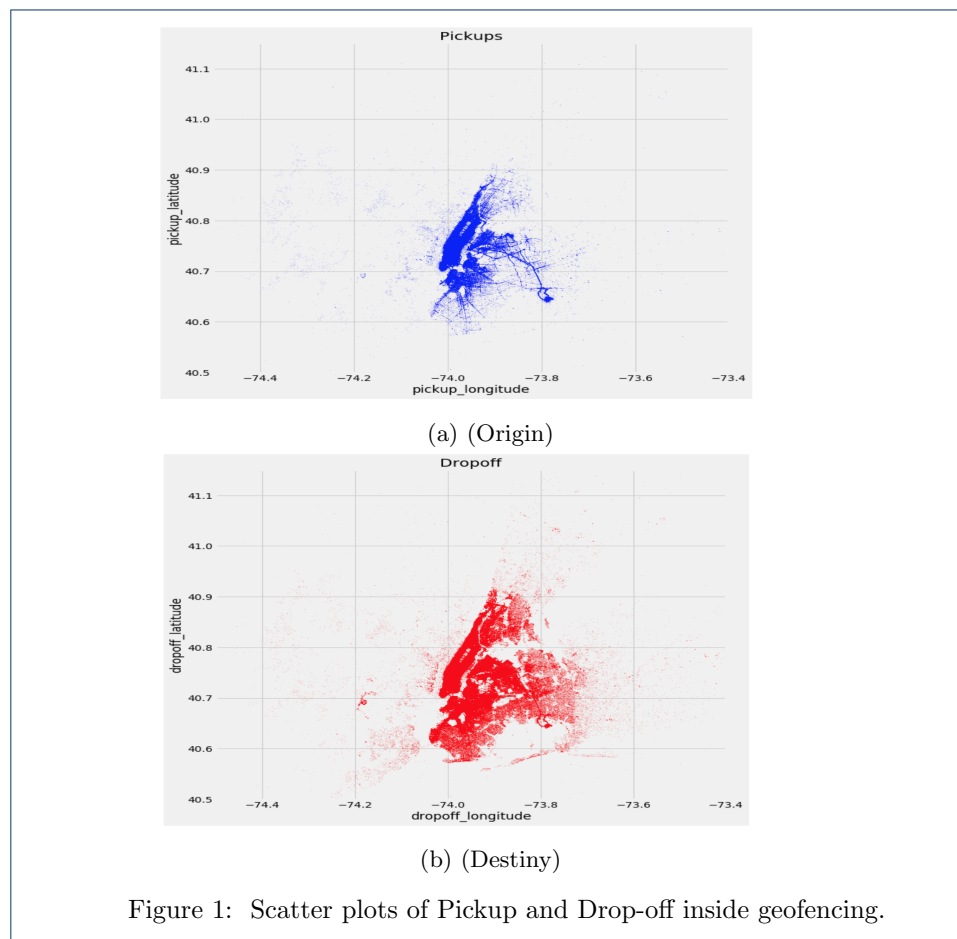 Pickups
41.1
41.0
40.9
40.8
40.7
40.6
40.5
pickup_latitude
−74.4 −74.2 −74.0 −73.8 −73.6 −73.4
pickup_longitude
(a) (Origin)
Dropoff
41.1
41.0
40.9
40.8
40.7
40.6
40.5
dropoff_latitude
−74.4 −74.2 −74.0 −73.8 −73.6 −73.4
dropoff_longitude
(b) (Destiny)
Figure 1: Scatter plots of Pickup and Drop-off inside geofencing.